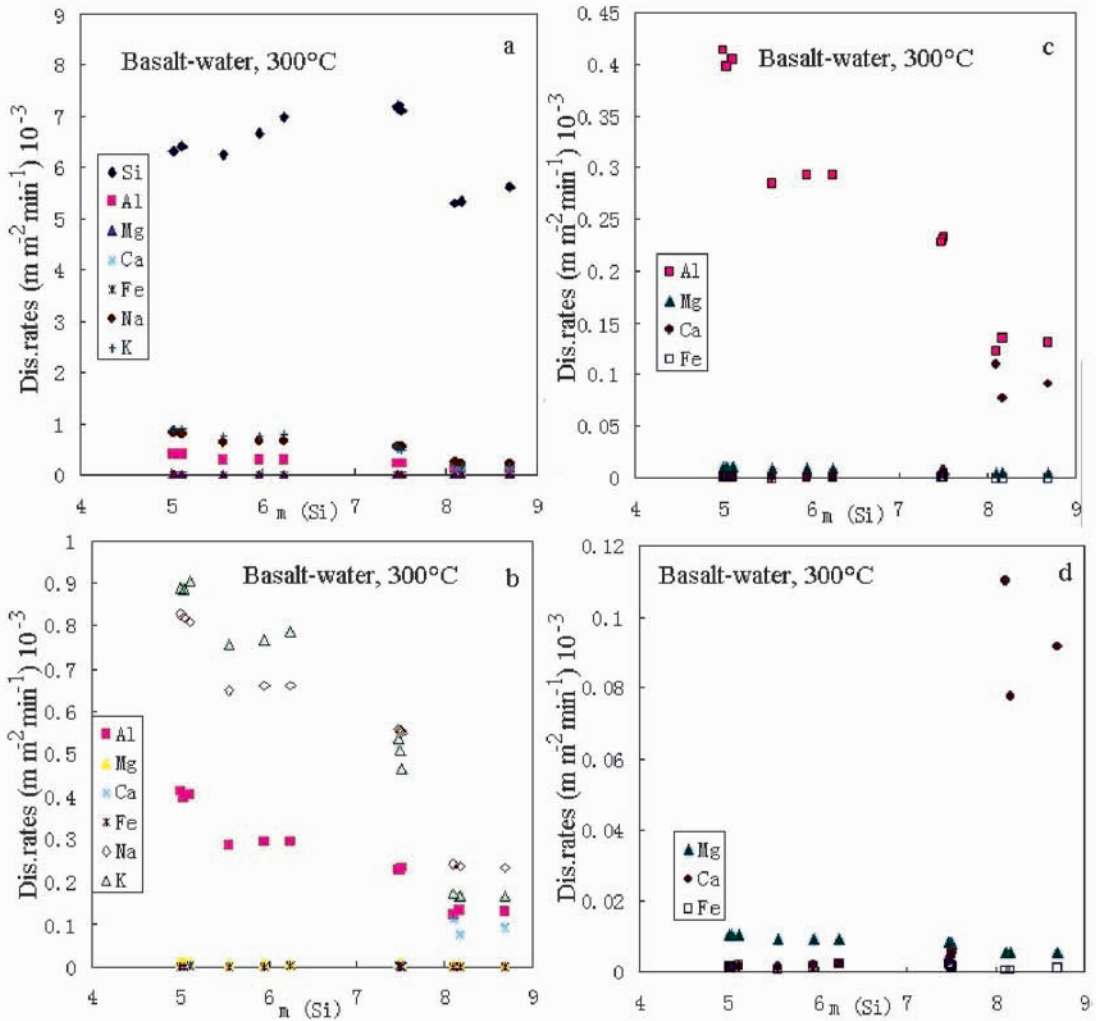 a
Basalt-water, 300°C
Dis.rates (m m⁻² min⁻¹) 10⁻³
9
8
7
6
5
4
3
2
1
0
Si
Al
Mg
Ca
Fe
Na
K
4 5 6 7 8 9
m (Si)
c
Basalt-water, 300°C
Dis.rates (m m⁻² min⁻¹) 10⁻³
0.45
0.4
0.35
0.3
0.25
0.2
0.15
0.1
0.05
0
Al
Mg
Ca
Fe
4 5 6 7 8 9
m (Si)
b
Basalt-water, 300°C
Dis.rates (m m⁻² min⁻¹) 10⁻³
1
0.9
0.8
0.7
0.6
0.5
0.4
0.3
0.2
0.1
0
Al
Mg
Ca
Fe
Na
K
4 5 6 7 8 9
m (Si)
d
Basalt-water, 300°C
Dis.rates (m m⁻² min⁻¹) 10⁻³
0.12
0.1
0.08
0.06
0.04
0.02
0
Mg
Ca
Fe
4 5 6 7 8 9
m (Si)